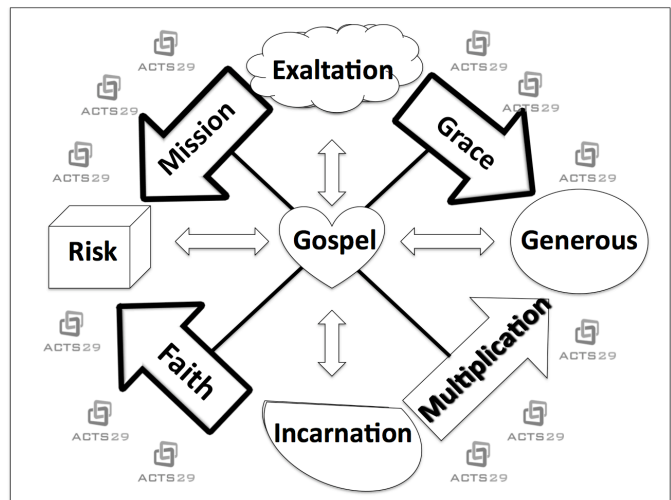 ACTS29
ACTS29
Exaltation
ACTS29
ACTS29
Mission
Grace
ACTS29
ACTS29
Risk
Gospel
Generous
ACTS29
ACTS29
Faith
Multiplication
ACTS29
ACTS29
Incarnation
ACTS29
ACTS29